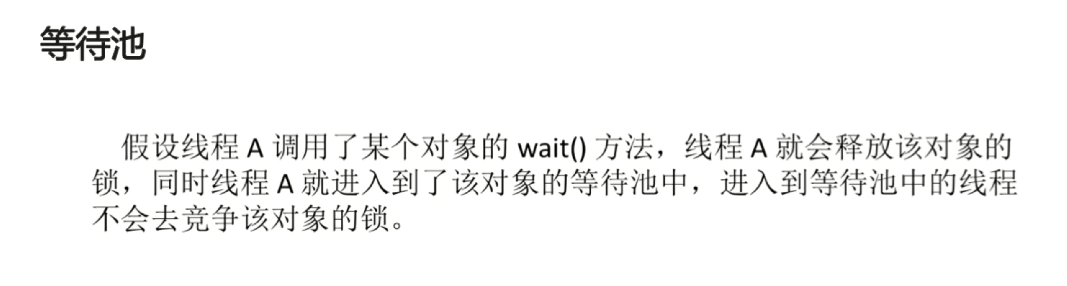 等待池
假设线程 A 调用了某个对象的 wait() 方法，线程 A 就会释放该对象的
锁，同时线程 A 就进入到了该对象的等待池中，进入到等待池中的线程
不会去竞争该对象的锁。